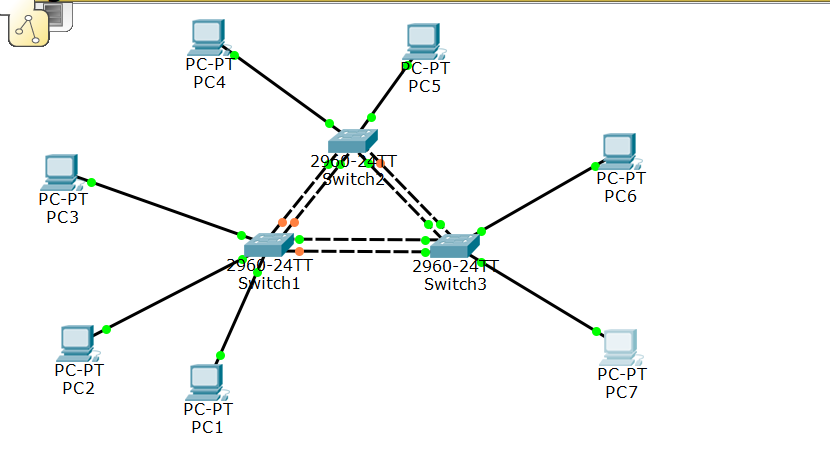 PC-PT
PC4
PC-PT
PC5
2960-24TT
Switch2
PC-PT
PC3
PC-PT
PC6
2960-24TT
Switch1
2960-24TT
Switch3
PC-PT
PC2
PC-PT
PC7
PC-PT
PC1